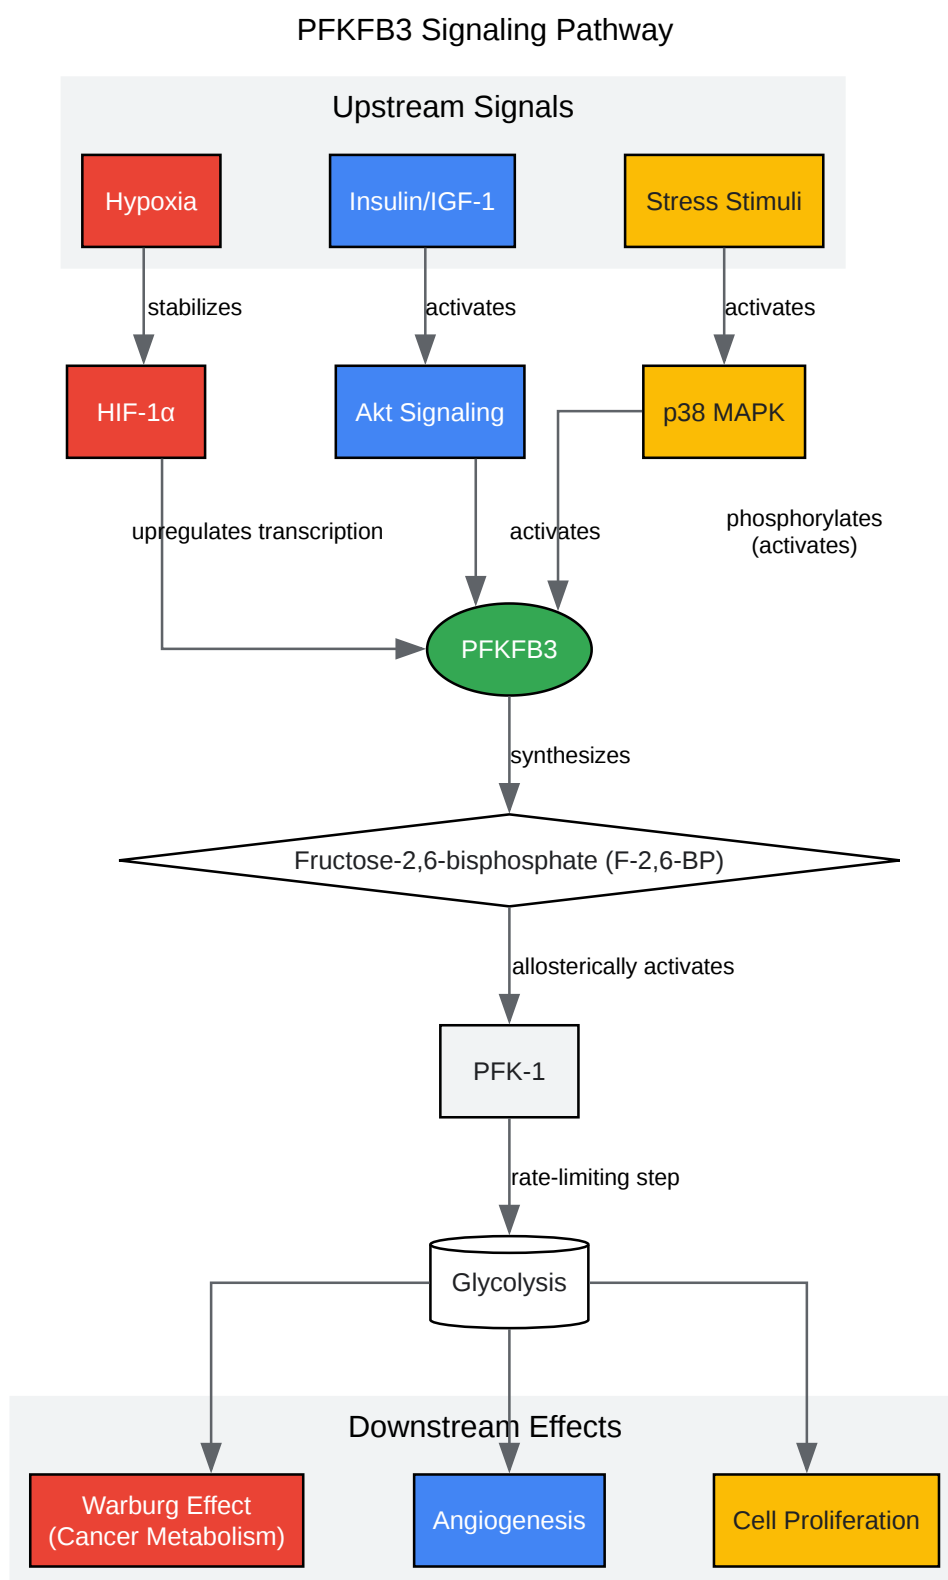 PFKFB3 Signaling Pathway
Upstream Signals
Hypoxia
Insulin/IGF-1
Stress Stimuli
stabilizes
activates
activates
HIF-1α
Akt Signaling
p38 MAPK
upregulates transcription
activates
phosphorylates
(activates)
PFKFB3
synthesizes
Fructose-2,6-bisphosphate (F-2,6-BP)
allosterically activates
PFK-1
rate-limiting step
Glycolysis
Downstream Effects
Warburg Effect
(Cancer Metabolism)
Angiogenesis
Cell Proliferation